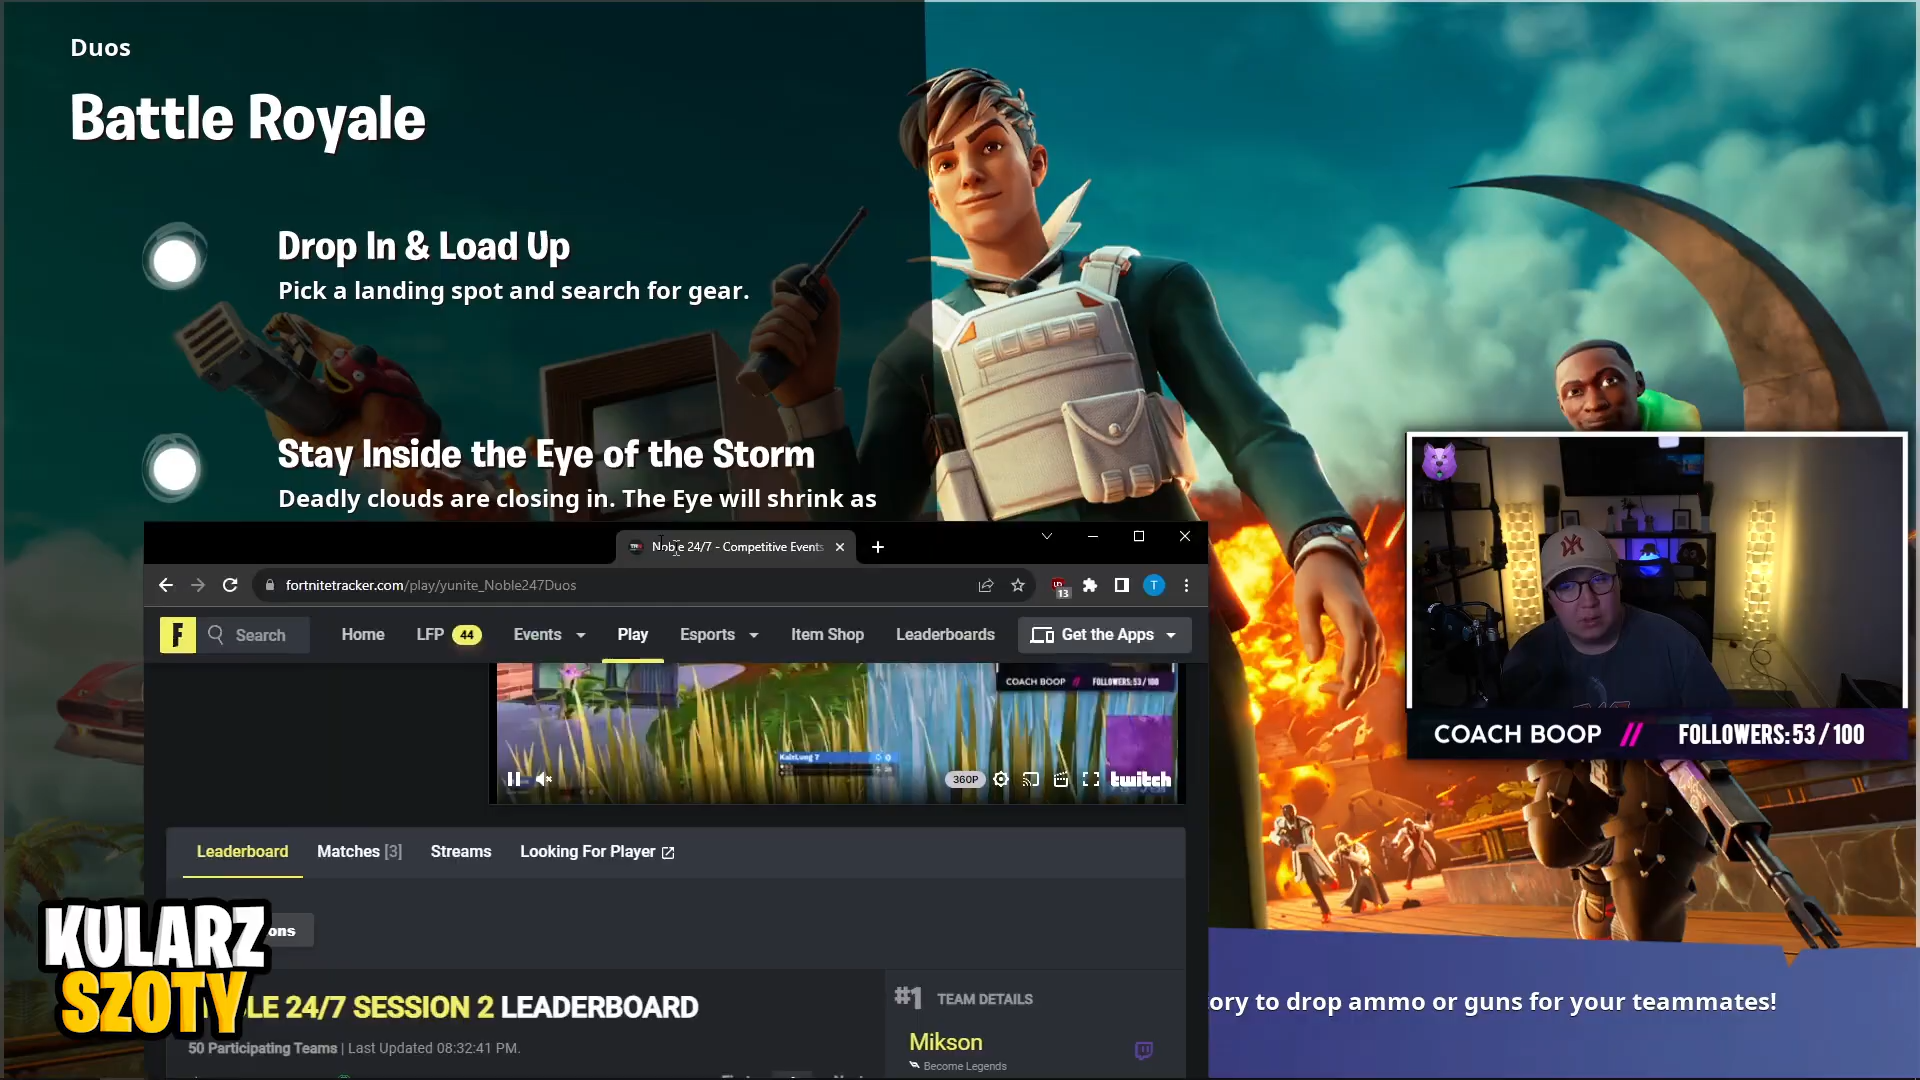 Duos
Battle Royale
Drop In & Load Up
Pick a landing spot and search for gear.
Stay Inside the Eye of the Storm
Deadly clouds are closing in. The Eye will shrink as
Noble 24/7 - Competitive Events
fortnitetracker.com/play/yunite_Noble247Duos
13
T
F
Search
Home
LFP 44
Events
Play
Esports
Item Shop
Leaderboards
Get the Apps
COACH BOOP // FOLLOWERS:53/100
360P
twitch
COACH BOOP // FOLLOWERS:53/100
Leaderboard
Matches [3]
Streams
Looking For Player
ons
KULARZ
SZOTY
LE 24/7 SESSION 2 LEADERBOARD
50 Participating Teams | Last Updated 08:32:41 PM.
#1 TEAM DETAILS
Mikson
Become Legends
ory to drop ammo or guns for your teammates!